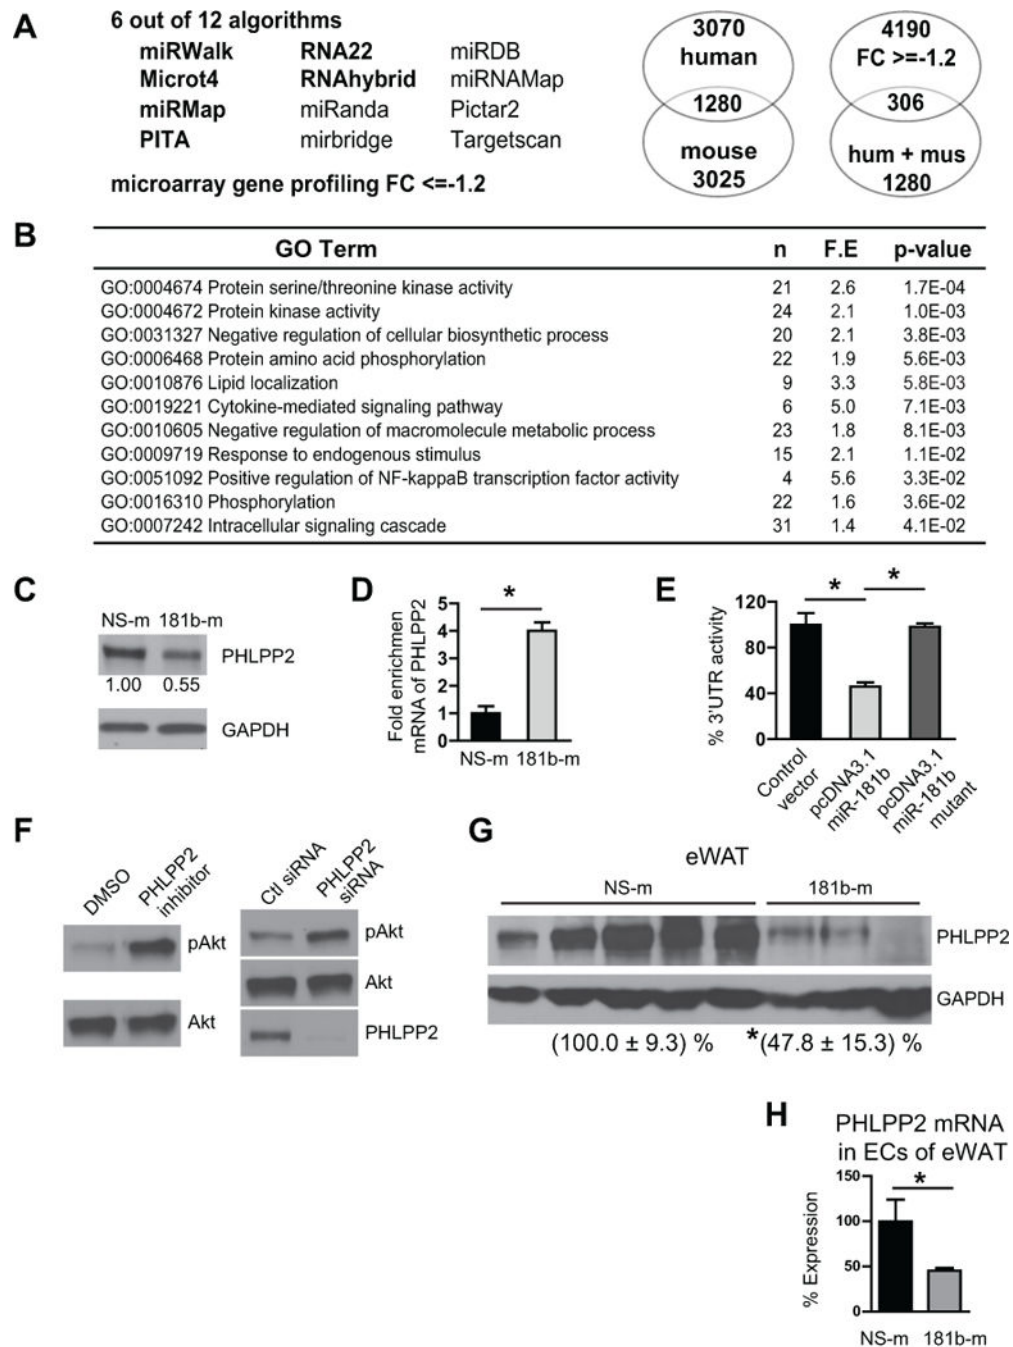 A
6 out of 12 algorithms
miRWalk RNA22 miRDB
Microt4 RNAhybrid miRNAMap
miRMap miRanda Pictar2
PITA mirbridge Targetscan
microarray gene profiling FC <=-1.2
3070
human
1280
mouse
3025
4190
FC >=-1.2
306
hum + mus
1280
B
GO Term n F.E p-value
GO:0004674 Protein serine/threonine kinase activity 21 2.6 1.7E-04
GO:0004672 Protein kinase activity 24 2.1 1.0E-03
GO:0031327 Negative regulation of cellular biosynthetic process 20 2.1 3.8E-03
GO:0006468 Protein amino acid phosphorylation 22 1.9 5.6E-03
GO:0010876 Lipid localization 9 3.3 5.8E-03
GO:0019221 Cytokine-mediated signaling pathway 6 5.0 7.1E-03
GO:0010605 Negative regulation of macromolecule metabolic process 23 1.8 8.1E-03
GO:0009719 Response to endogenous stimulus 15 2.1 1.1E-02
GO:0051092 Positive regulation of NF-kappaB transcription factor activity 4 5.6 3.3E-02
GO:0016310 Phosphorylation 22 1.6 3.6E-02
GO:0007242 Intracellular signaling cascade 31 1.4 4.1E-02
C
NS-m 181b-m
PHLPP2
1.00 0.55
GAPDH
D
Fold enrichmen
mRNA of PHLPP2
5
4
3
2
1
0
*
NS-m 181b-m
E
% 3'UTR activity
120
80
40
0
* *
Control
vector
pcDNA3.1
miR-181b
pcDNA3.1
miR-181b
mutant
F
DMSO
PHLPP2
inhibitor
pAkt
Akt
Ctl siRNA
PHLPP2
siRNA
pAkt
Akt
PHLPP2
G
eWAT
NS-m 181b-m
PHLPP2
GAPDH
(100.0 ± 9.3) % *(47.8 ± 15.3) %
H
PHLPP2 mRNA
in ECs of eWAT
% Expression
150
100
50
0
*
NS-m 181b-m